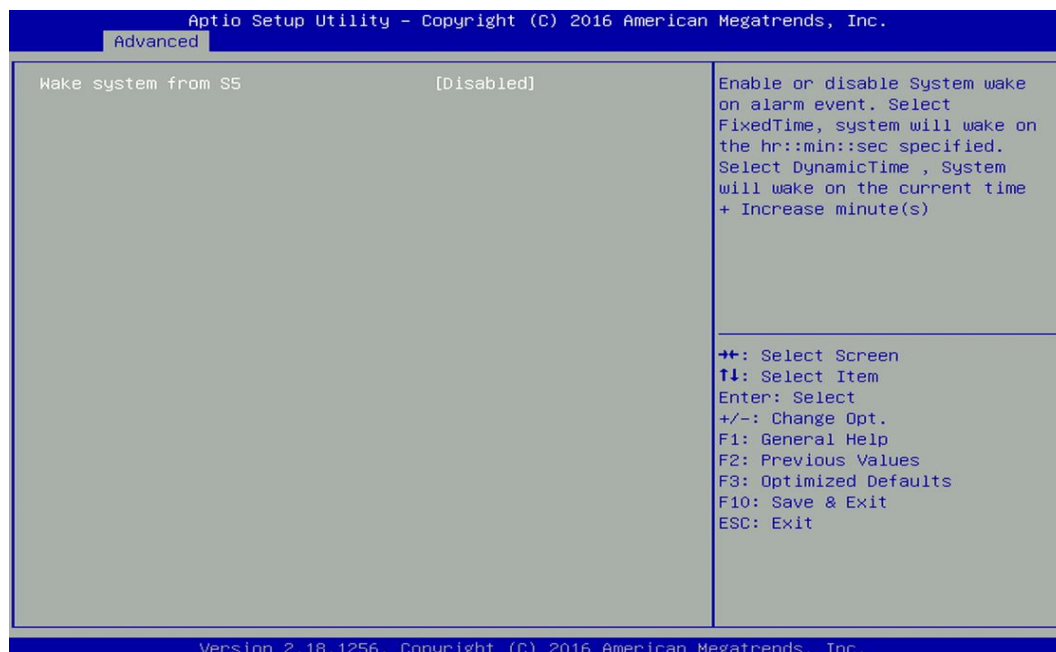 Aptio Setup Utility – Copyright (C) 2016 American Megatrends, Inc.
Advanced
Wake system from S5 [Disabled]
Enable or disable System wake
on alarm event. Select
FixedTime, system will wake on
the hr::min::sec specified.
Select DynamicTime , System
will wake on the current time
+ Increase minute(s)
→←: Select Screen
↑↓: Select Item
Enter: Select
+/-: Change Opt.
F1: General Help
F2: Previous Values
F3: Optimized Defaults
F10: Save & Exit
ESC: Exit
Version 2.18.1256. Copyright (C) 2016 American Megatrends, Inc.